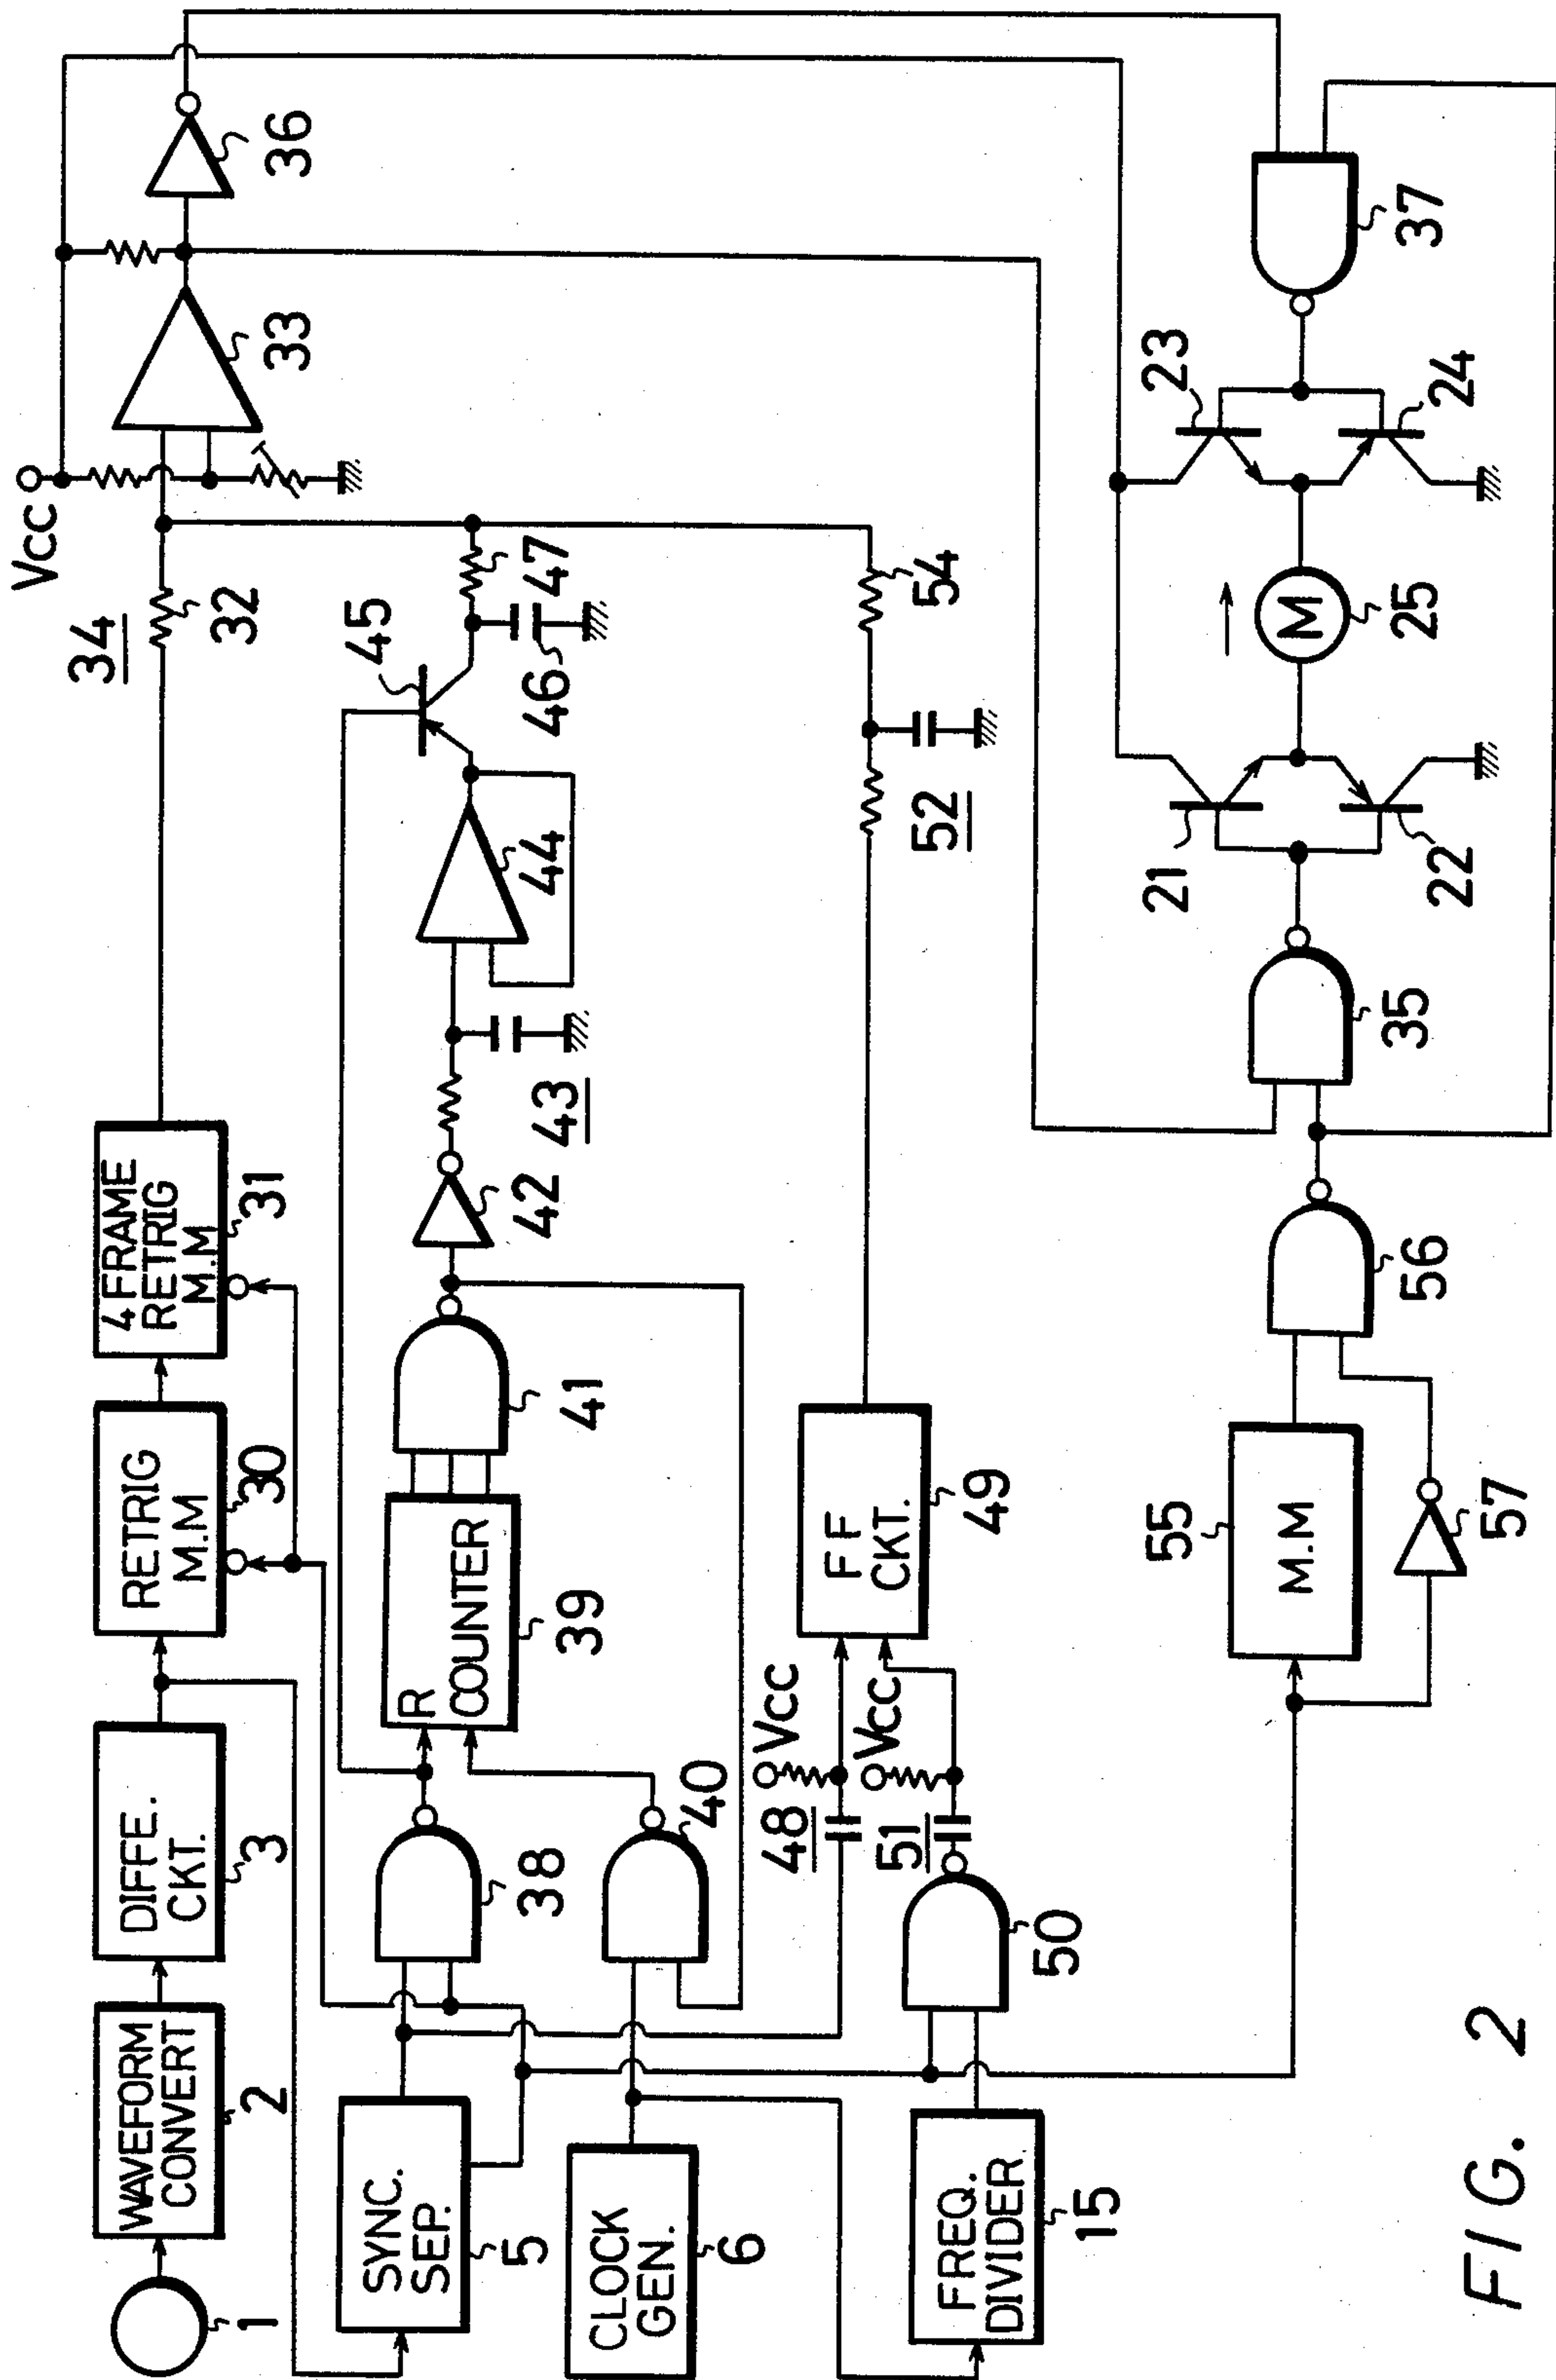 1
WAVEFORM
CONVERT
2
DIFFE.
CKT.
3
RETRIG
M.M
30
4 FRAME
RETRIG
M.M
31
34
32
Vcc
33
36
SYNC.
SEP.
5
38
R
COUNTER
39
41
42
43
44
45
46
47
CLOCK
GEN.
6
40
48
Vcc
51
Vcc
F F
CKT.
49
52
54
FREQ.
DIVIDER
15
50
55
M.M
57
56
35
21
22
M
25
23
24
37
FIG. 2